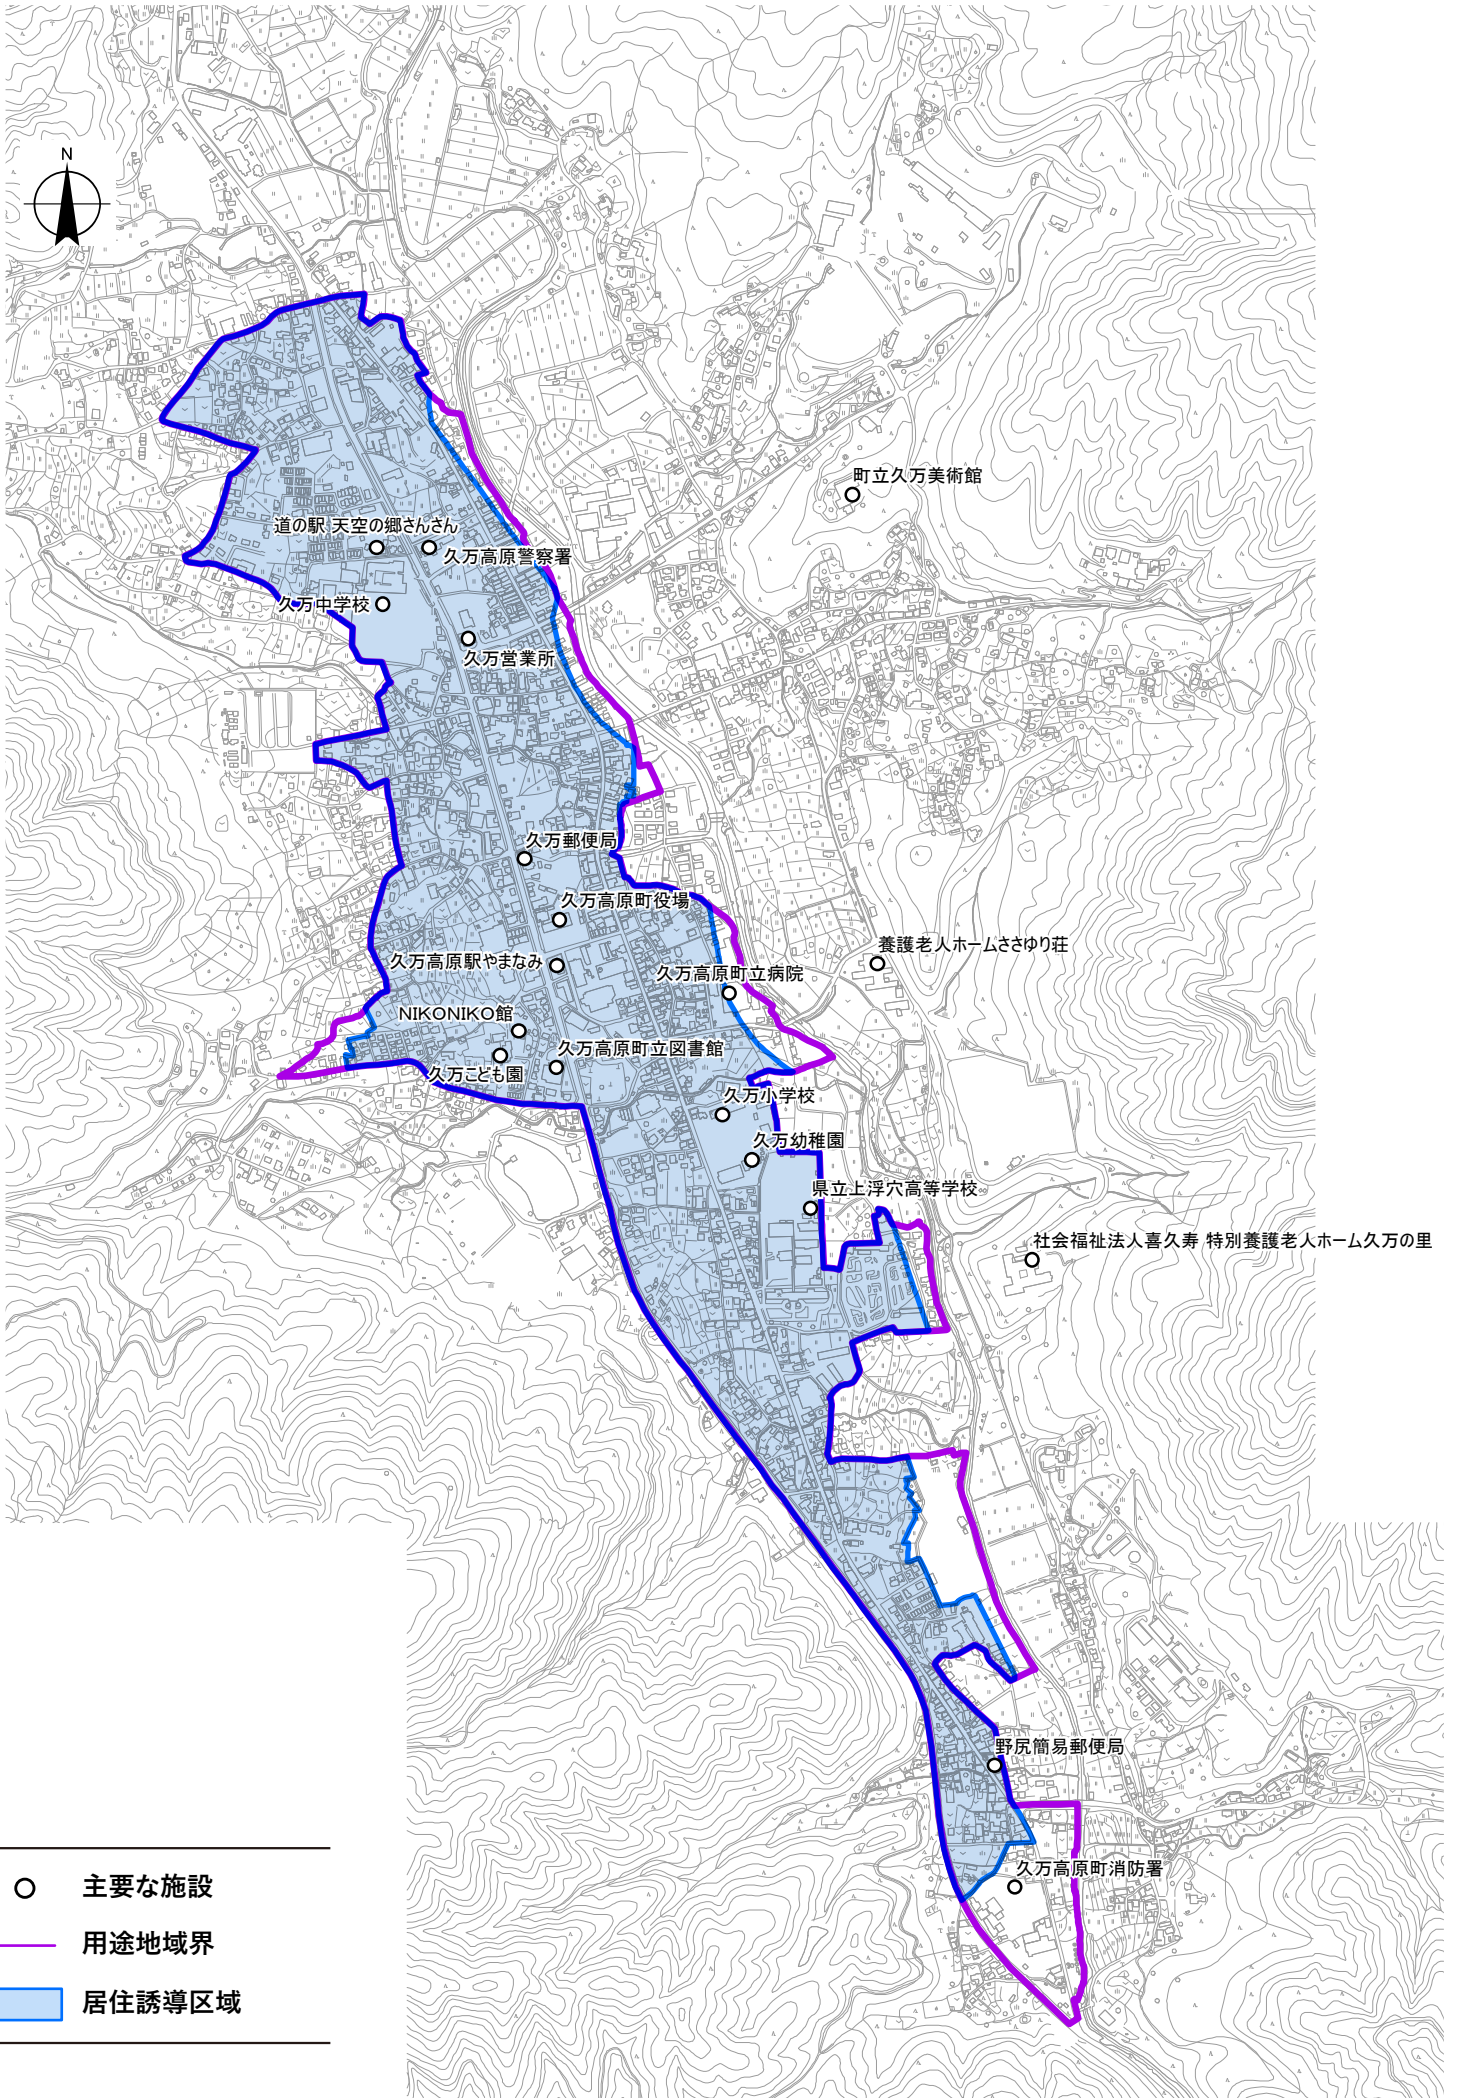 N
町立久万美術館
道の駅 天空の郷さんさん
久万高原警察署
久万中学校
久万営業所
久万郵便局
久万高原町役場
養護老人ホームささゆり荘
久万高原駅やまなみ
久万高原町立病院
NIKONIKO館
久万高原町立図書館
久万こども園
久万小学校
久万幼稚園
県立上浮穴高等学校
社会福祉法人喜久寿 特別養護老人ホーム久万の里
野尻簡易郵便局
久万高原町消防署
主要な施設
用途地域界
居住誘導区域